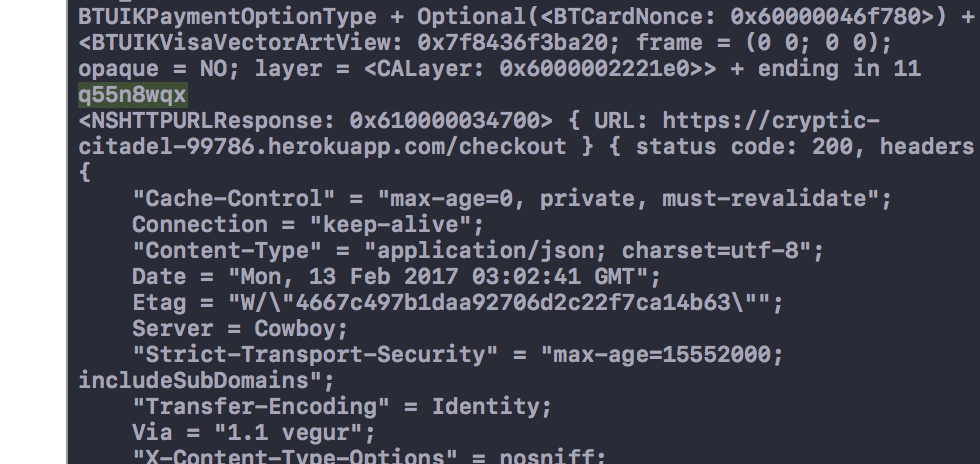 BTUIKPaymentOptionType + Optional(<BTCardNonce: 0x60000046f780>) +
<BTUIKVisaVectorArtView: 0x7f8436f3ba20; frame = (0 0; 0 0);
opaque = NO; layer = <CALayer: 0x6000002221e0>> + ending in 11
q55n8wqx
<NSHTTPURLResponse: 0x610000034700> { URL: https://cryptic-
citadel-99786.herokuapp.com/checkout } { status code: 200, headers
{
    "Cache-Control" = "max-age=0, private, must-revalidate";
    Connection = "keep-alive";
    "Content-Type" = "application/json; charset=utf-8";
    Date = "Mon, 13 Feb 2017 03:02:41 GMT";
    Etag = "W/\"4667c497b1daa92706d2c22f7ca14b63\"";
    Server = Cowboy;
    "Strict-Transport-Security" = "max-age=15552000;
includeSubDomains";
    "Transfer-Encoding" = Identity;
    Via = "1.1 vegur";
    "X-Content-Type-Options" = nosniff;